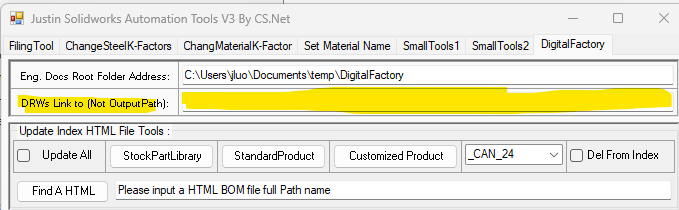 Justin Solidworks Automation Tools V3 By CS.Net
FilingTool ChangeSteelK-Factors ChangMaterialK-Factor Set Material Name SmallTools1 SmallTools2 DigitalFactory
Eng. Docs Root Folder Address: C:\Users\jluo\Documents\temp\DigitalFactory
DRWs Link to (Not OutputPath):
Update Index HTML File Tools :
Update All StockPartLibrary StandardProduct Customized Product _CAN_24 Del From Index
Find A HTML Please input a HTML BOM file full Path name